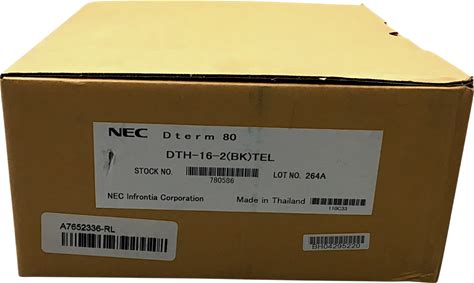 NEC Dterm 80
DTH-16-2(BK)TEL
STOCK NO. LOT NO. 264A
780586
NEC Infrontia Corporation Made in Thailand
119C33
A7652336-RL
BH04295220